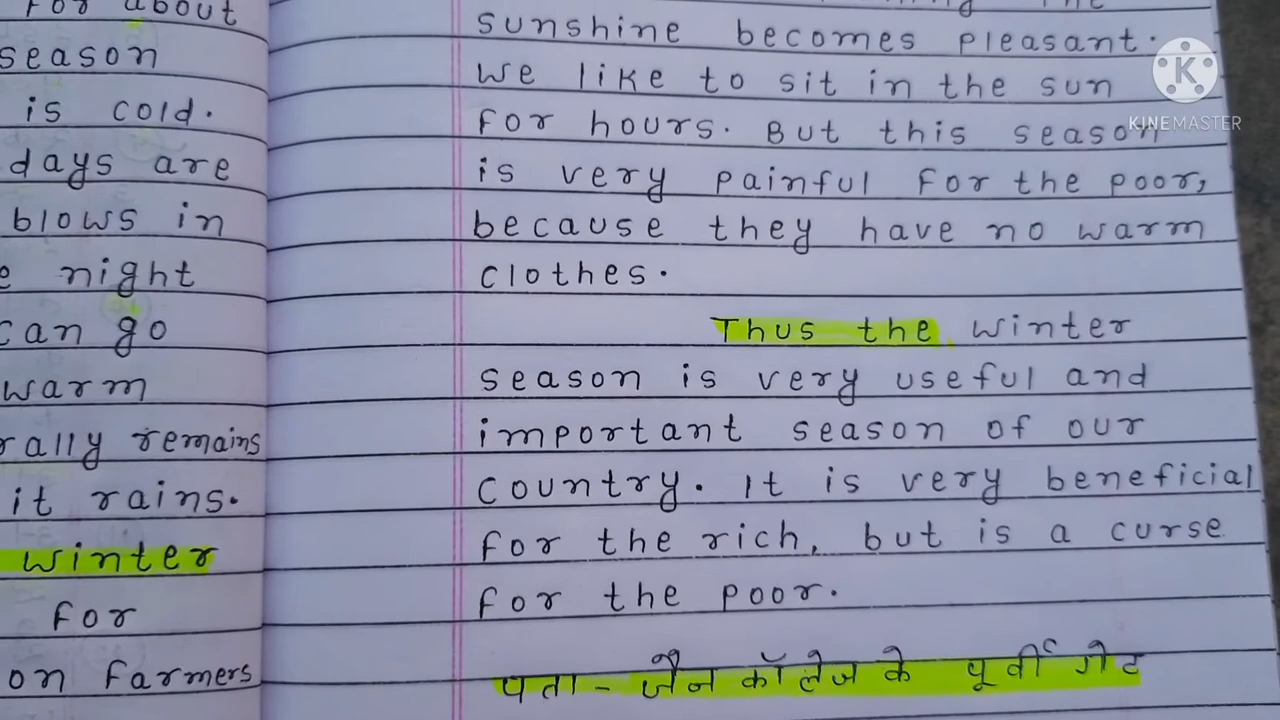 for about
season
is cold.
days are
blows in
night
can go
warm
remains
it rains.
winter
for
on farmers
sunshine becomes pleasant.
we like to sit in the sun
for hours. But this season
is very painful for the poor,
because they have no warm
clothes.
Thus the winter
season is very useful and
important season of our
country. It is very beneficial
for the rich, but is a curse
for the poor.
पता - जैन कॉलेज के पूर्वी गेट
KINEMASTER